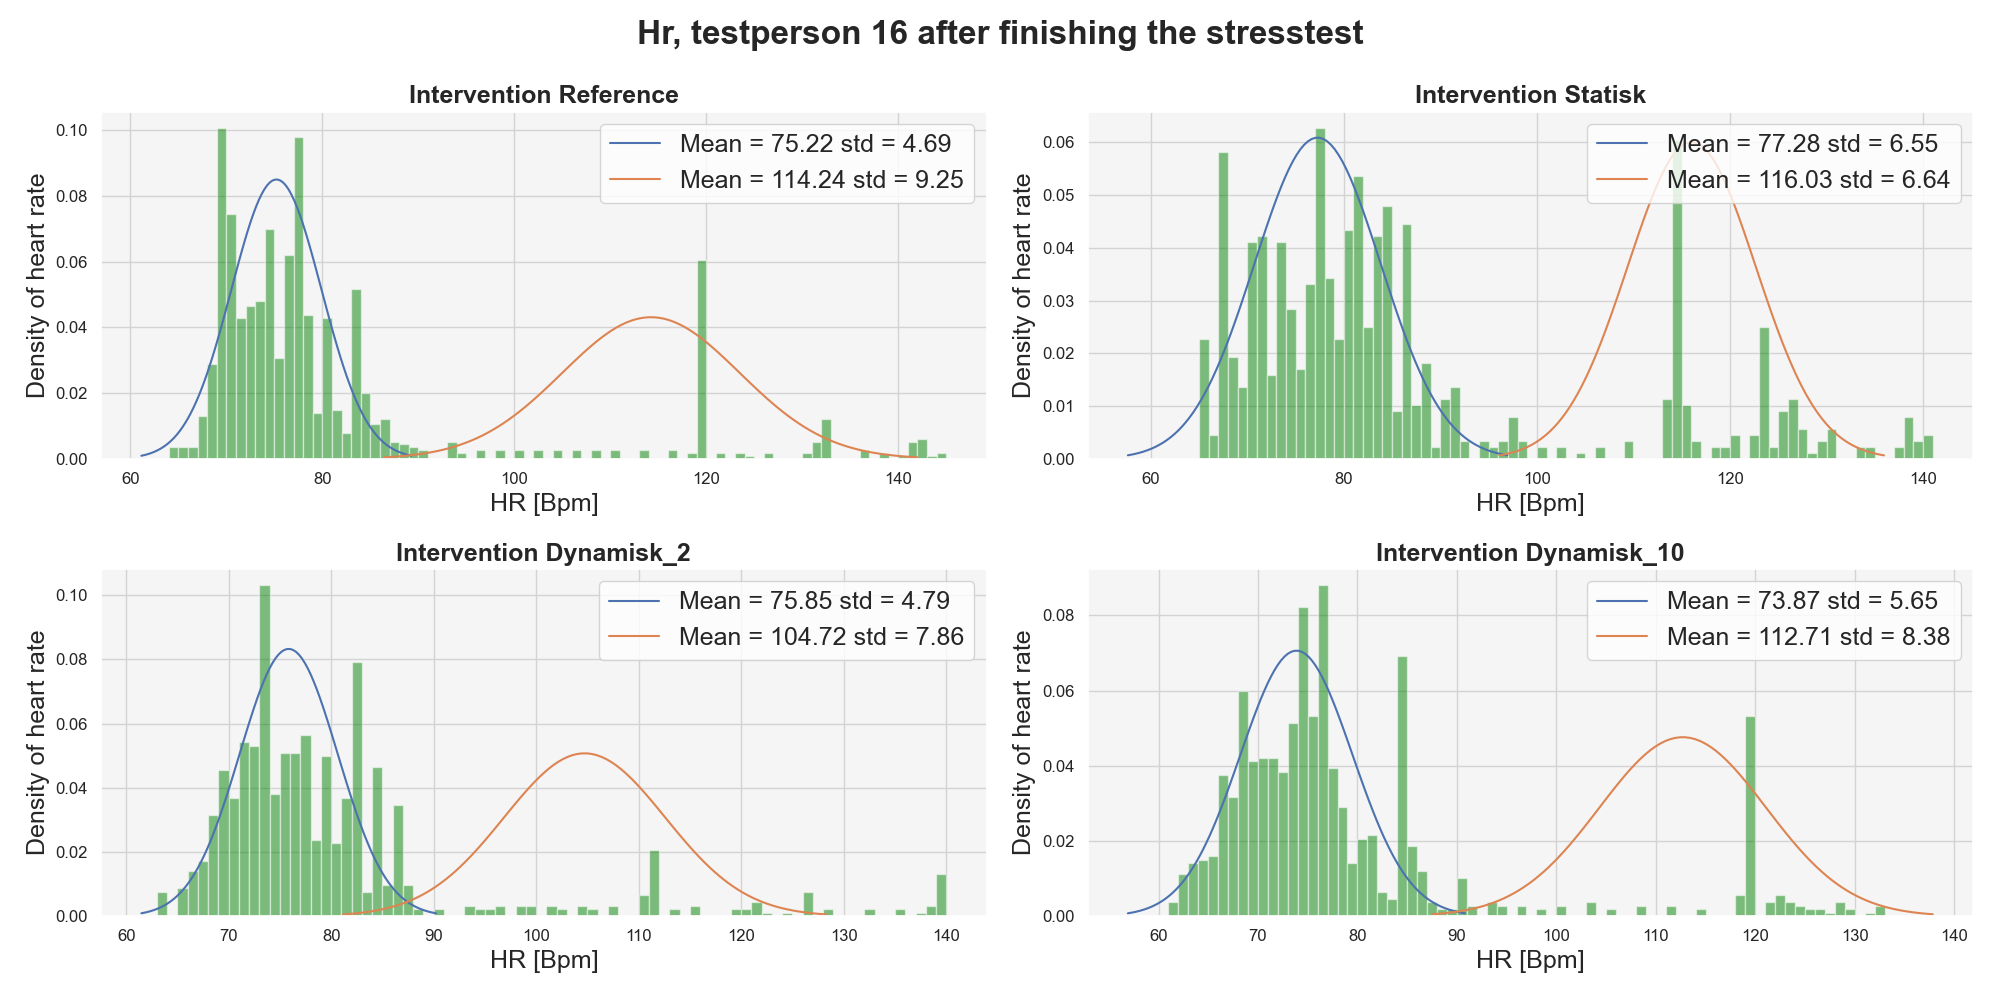 Hr, testperson 16 after finishing the stresstest
Intervention Reference
Mean = 75.22 std = 4.69
Mean = 114.24 std = 9.25
Density of heart rate
0.10
0.08
0.06
0.04
0.02
0.00
60 80 100 120 140
HR [Bpm]
Intervention Statisk
Mean = 77.28 std = 6.55
Mean = 116.03 std = 6.64
Density of heart rate
0.06
0.05
0.04
0.03
0.02
0.01
0.00
60 80 100 120 140
HR [Bpm]
Intervention Dynamisk_2
Mean = 75.85 std = 4.79
Mean = 104.72 std = 7.86
Density of heart rate
0.10
0.08
0.06
0.04
0.02
0.00
60 70 80 90 100 110 120 130 140
HR [Bpm]
Intervention Dynamisk_10
Mean = 73.87 std = 5.65
Mean = 112.71 std = 8.38
Density of heart rate
0.08
0.06
0.04
0.02
0.00
60 70 80 90 100 110 120 130 140
HR [Bpm]